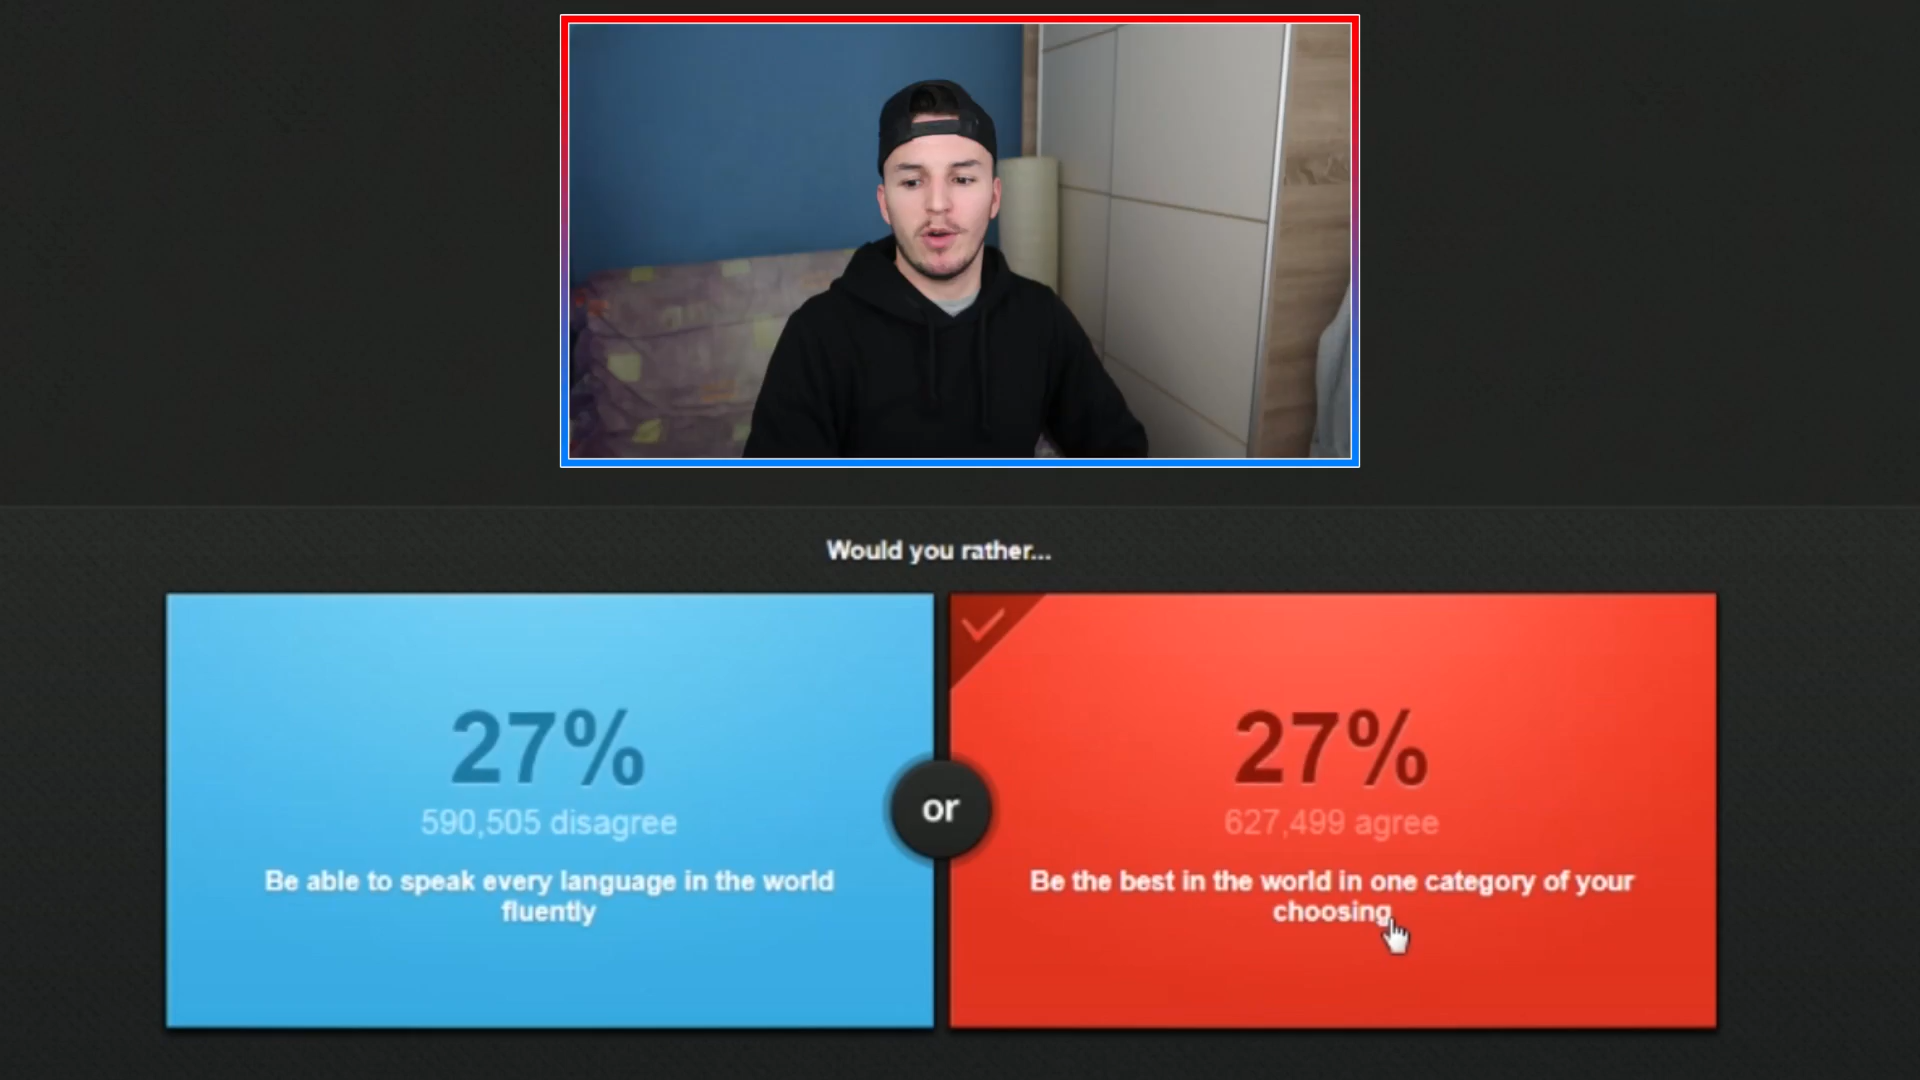 Would you rather...
27%
590,505 disagree
Be able to speak every language in the world
fluently
or
27%
627,499 agree
Be the best in the world in one category of your
choosing